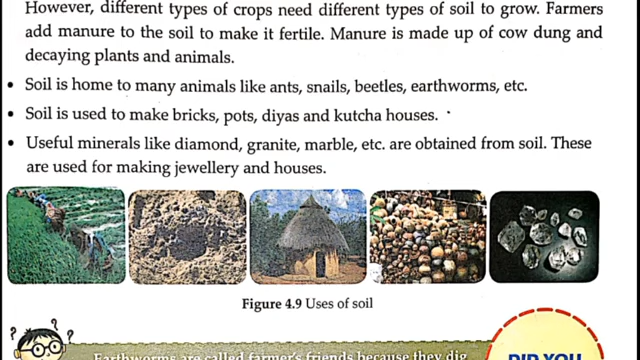 However, different types of crops need different types of soil to grow. Farmers
add manure to the soil to make it fertile. Manure is made up of cow dung and
decaying plants and animals.
• Soil is home to many animals like ants, snails, beetles, earthworms, etc.
• Soil is used to make bricks, pots, diyas and kutcha houses.
• Useful minerals like diamond, granite, marble, etc. are obtained from soil. These
are used for making jewellery and houses.
Figure 4.9 Uses of soil
? ? ?
Earthworms are called farmer's friends because they dig
DID YOU